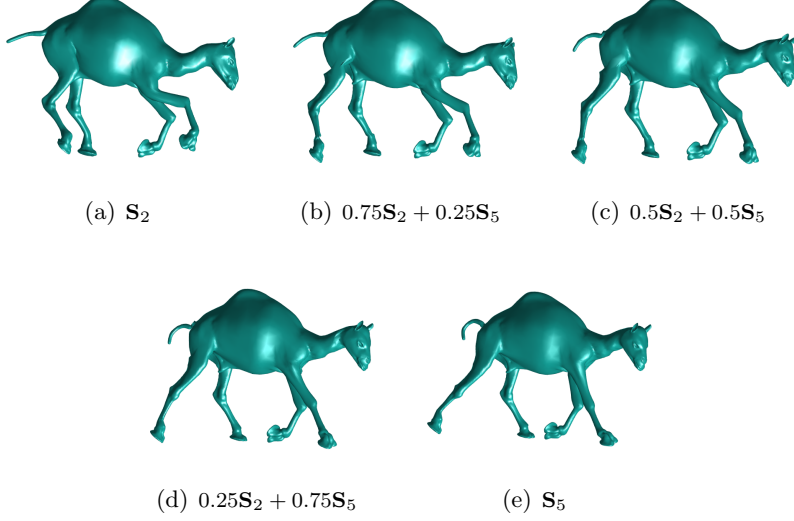 (a) S₂
(b) 0.75S₂ + 0.25S₅
(c) 0.5S₂ + 0.5S₅
(d) 0.25S₂ + 0.75S₅
(e) S₅